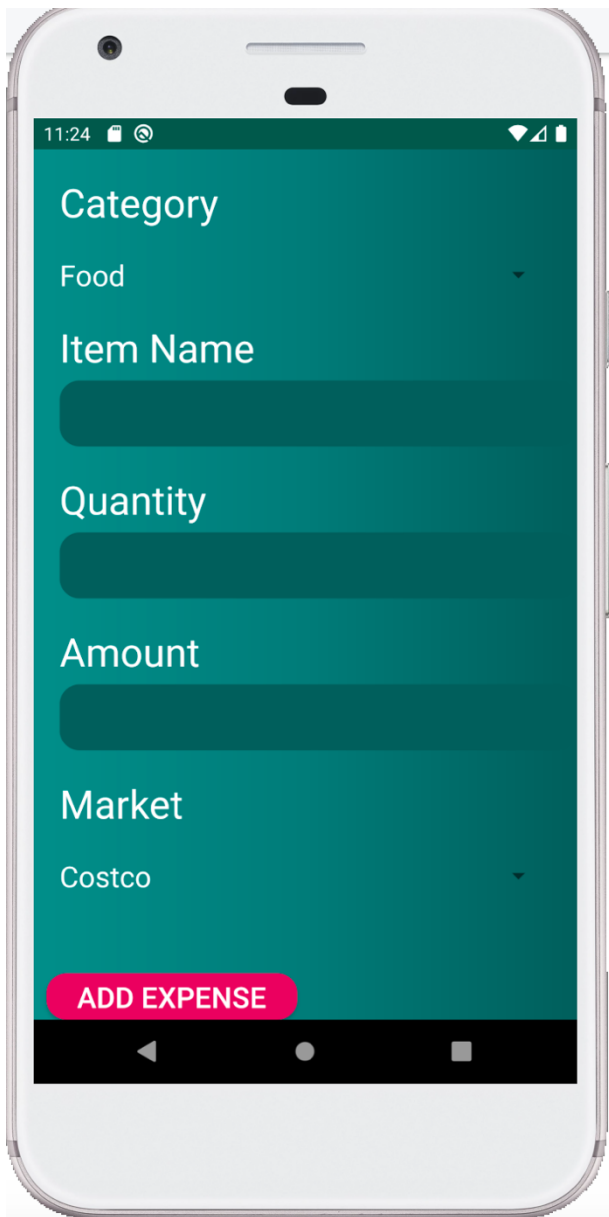 11:24
Category
Food
Item Name
Quantity
Amount
Market
Costco
ADD EXPENSE